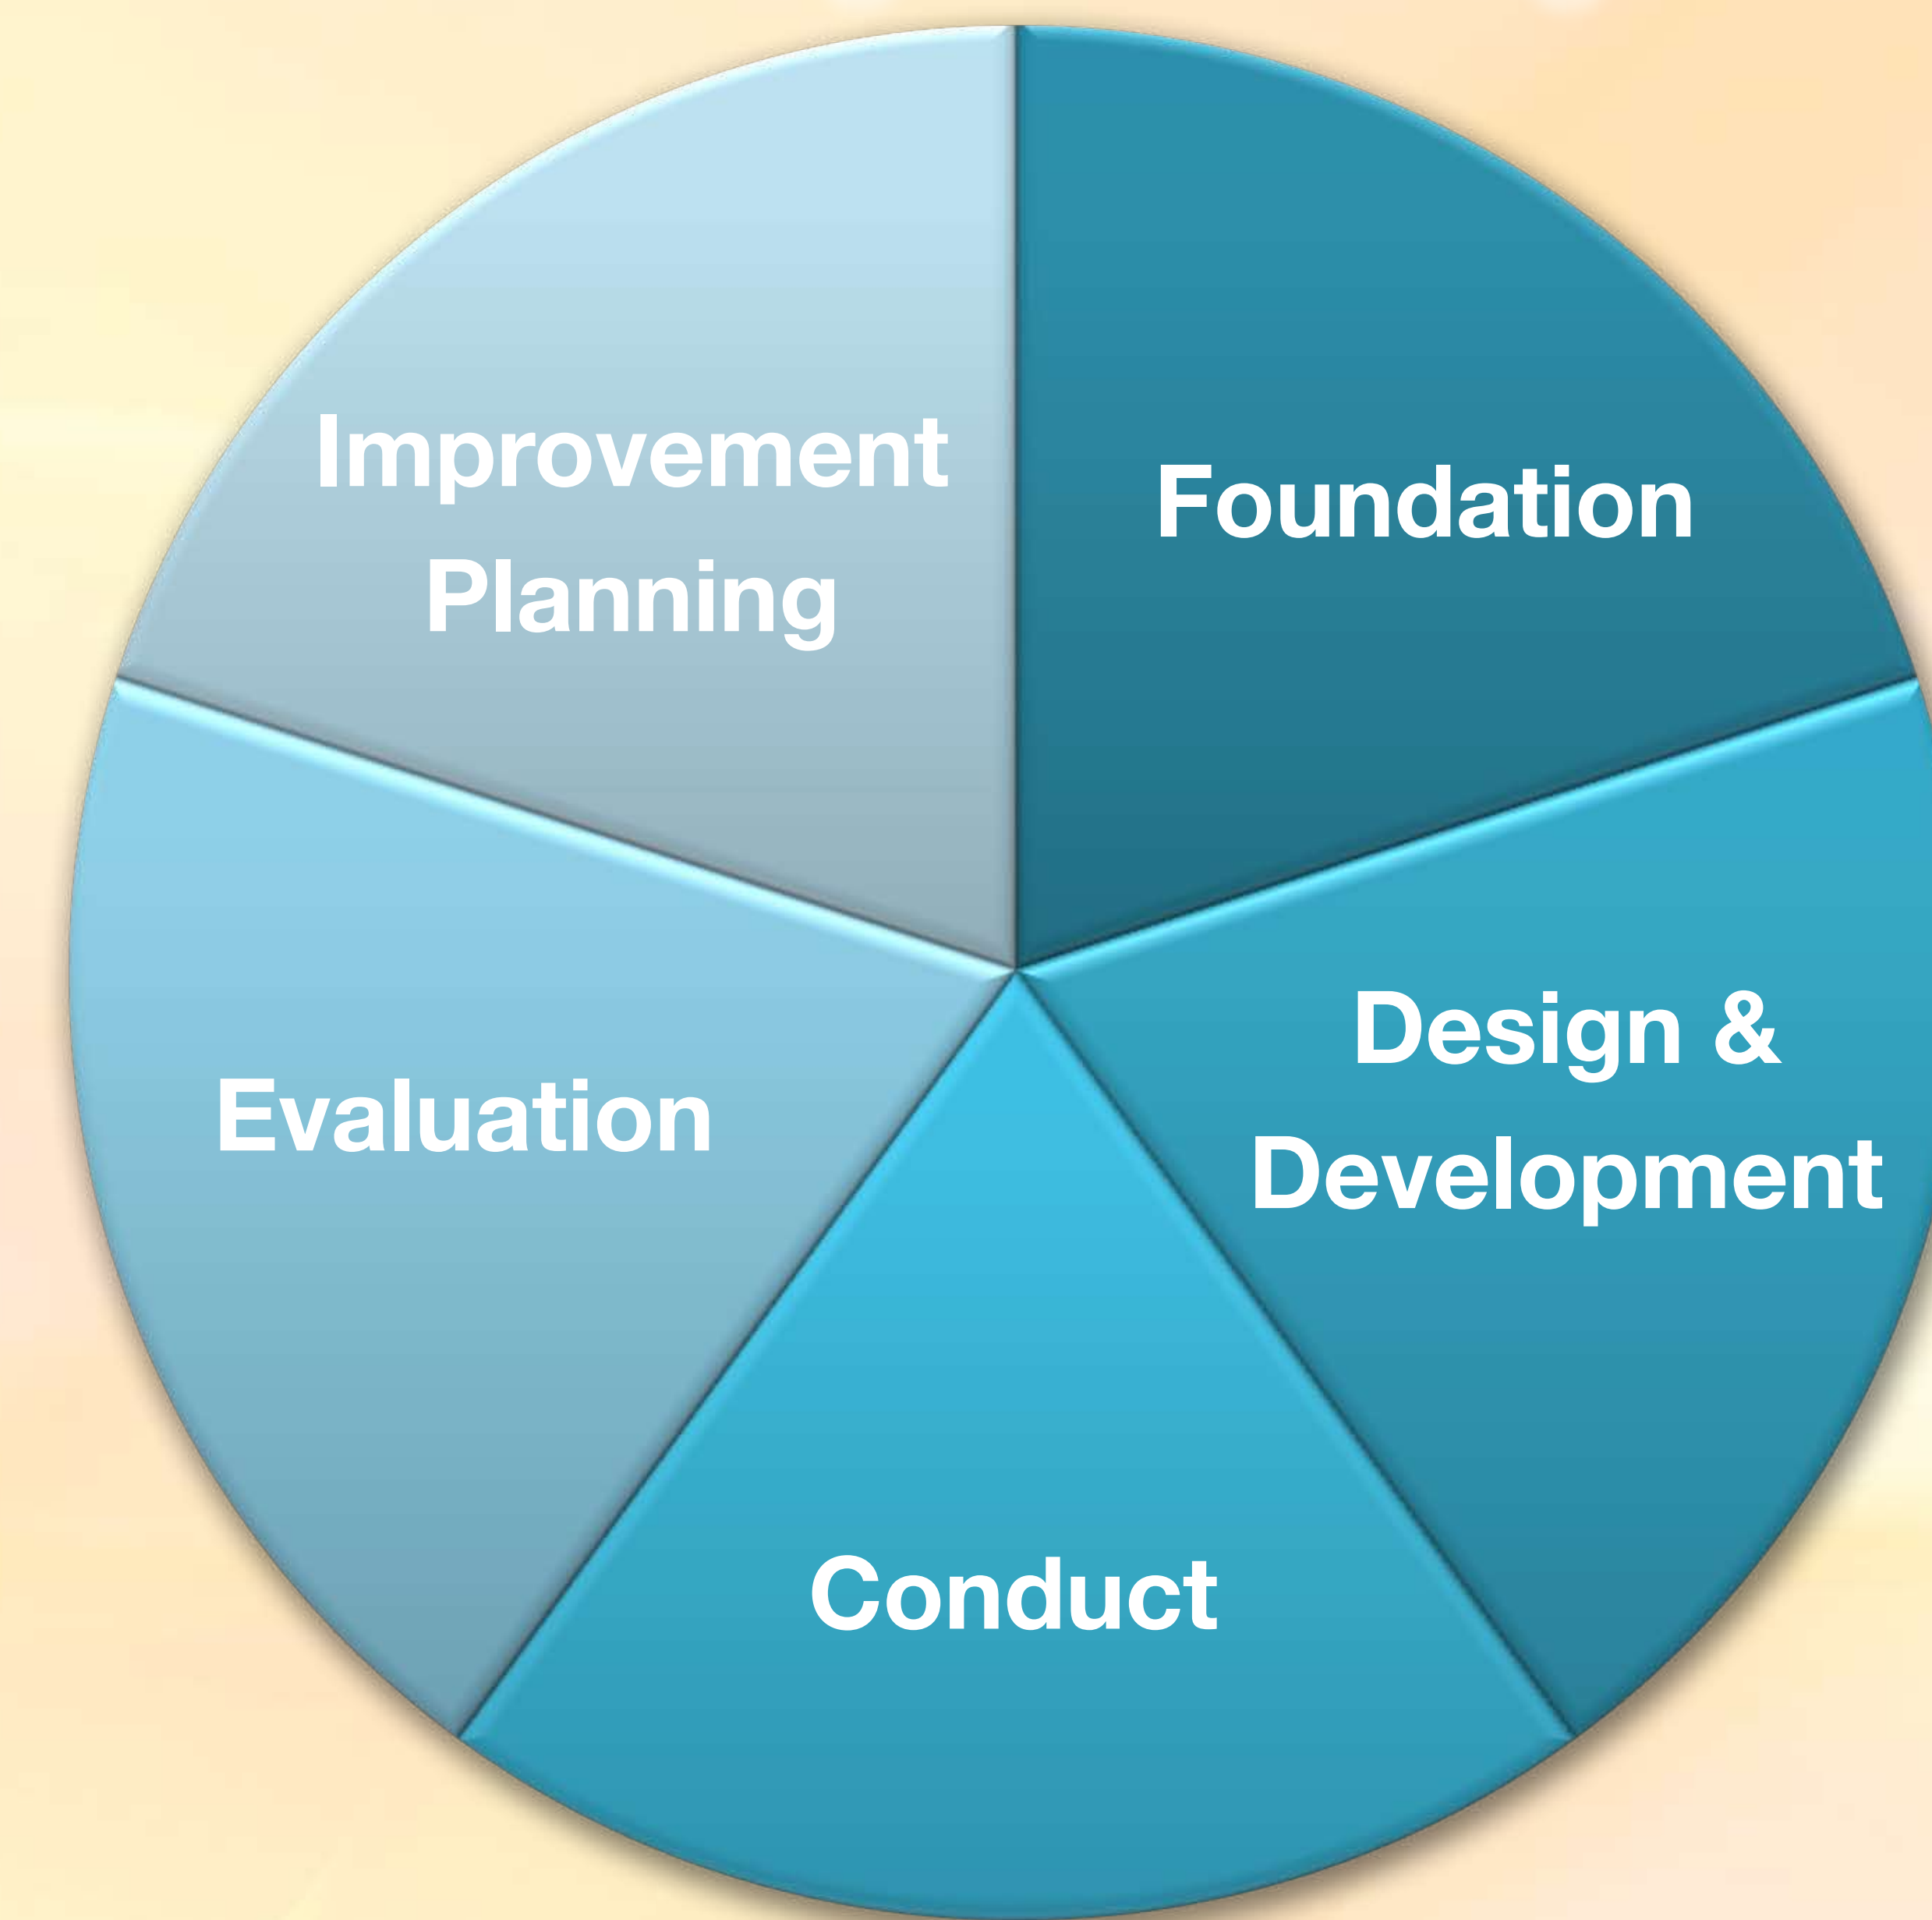 Improvement
Planning
Foundation
Design &
Development
Evaluation
Conduct